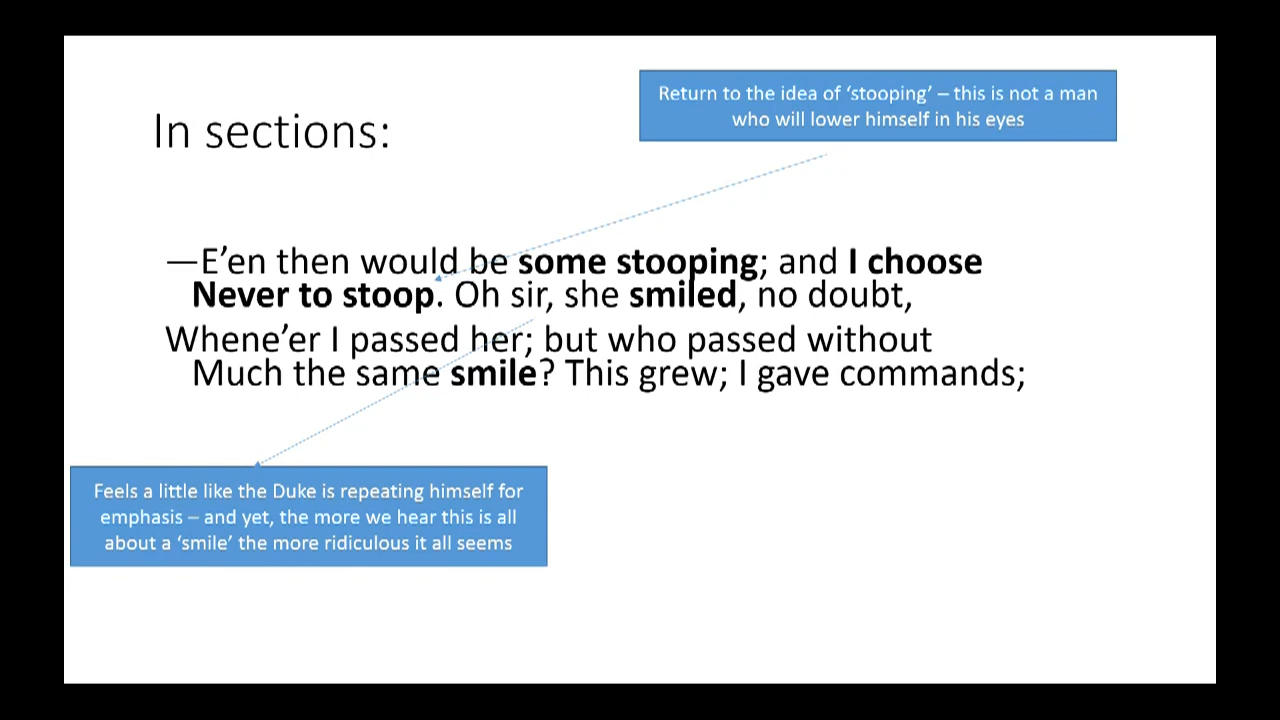 Return to the idea of ‘stooping’ – this is not a man
who will lower himself in his eyes
In sections:
—E’en then would be some stooping; and I choose
Never to stoop. Oh sir, she smiled, no doubt,
Whene’er I passed her; but who passed without
Much the same smile? This grew; I gave commands;
Feels a little like the Duke is repeating himself for
emphasis – and yet, the more we hear this is all
about a ‘smile’ the more ridiculous it all seems